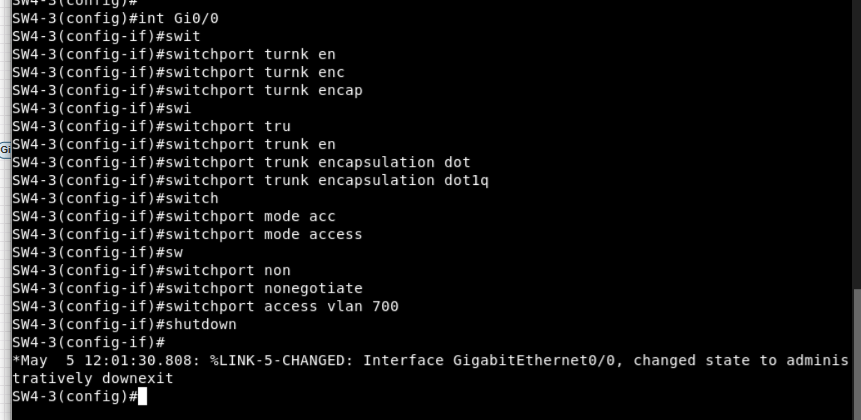 SW4-3(config)#
SW4-3(config)#int Gi0/0
SW4-3(config-if)#swit
SW4-3(config-if)#switchport turnk en
SW4-3(config-if)#switchport turnk enc
SW4-3(config-if)#switchport turnk encap
SW4-3(config-if)#swi
SW4-3(config-if)#switchport tru
SW4-3(config-if)#switchport trunk en
SW4-3(config-if)#switchport trunk encapsulation dot
SW4-3(config-if)#switchport trunk encapsulation dot1q
SW4-3(config-if)#switch
SW4-3(config-if)#switchport mode acc
SW4-3(config-if)#switchport mode access
SW4-3(config-if)#sw
SW4-3(config-if)#switchport non
SW4-3(config-if)#switchport nonegotiate
SW4-3(config-if)#switchport access vlan 700
SW4-3(config-if)#shutdown
SW4-3(config-if)#
*May  5 12:01:30.808: %LINK-5-CHANGED: Interface GigabitEthernet0/0, changed state to adminis
tratively downexit
SW4-3(config)#
Gi